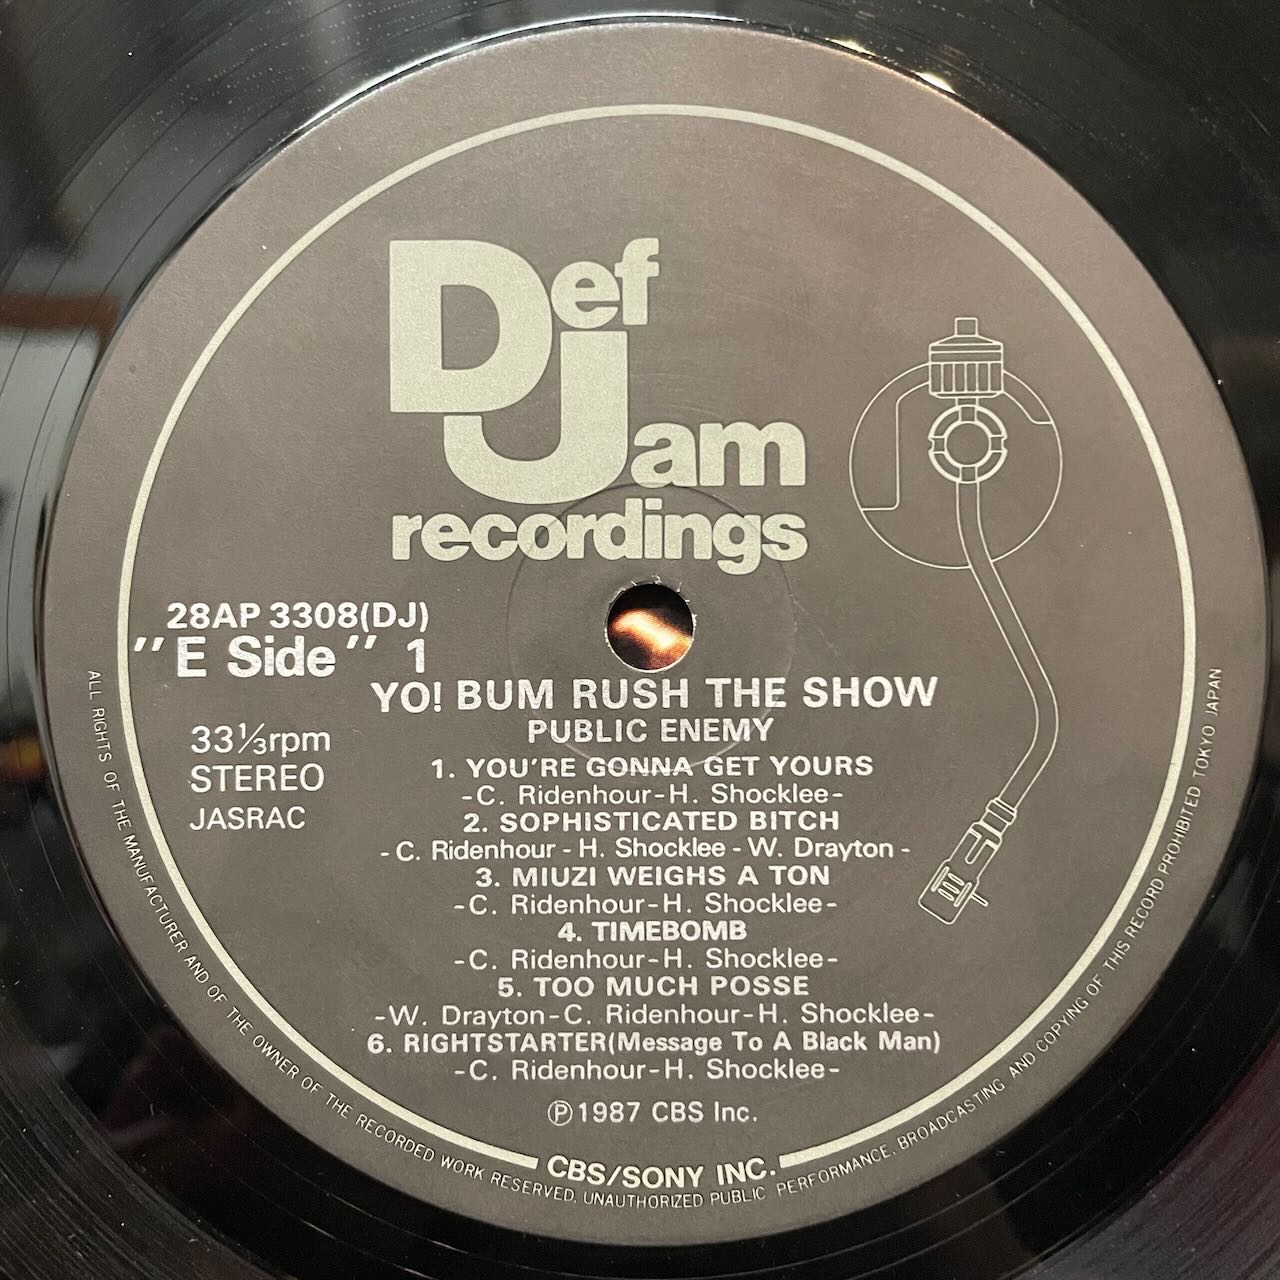 Def
Jam
recordings
28AP 3308(DJ)
"E Side" 1
YO! BUM RUSH THE SHOW
PUBLIC ENEMY
33⅓rpm
STEREO
JASRAC
1. YOU'RE GONNA GET YOURS
-C. Ridenhour-H. Shocklee-
2. SOPHISTICATED BITCH
-C. Ridenhour-H. Shocklee-W. Drayton-
3. MIUZI WEIGHS A TON
-C. Ridenhour-H. Shocklee-
4. TIMEBOMB
-C. Ridenhour-H. Shocklee-
5. TOO MUCH POSSE
-W. Drayton-C. Ridenhour-H. Shocklee-
6. RIGHTSTARTER(Message To A Black Man)
-C. Ridenhour-H. Shocklee-
Ⓟ1987 CBS Inc.
CBS/SONY INC.
ALL RIGHTS OF THE MANUFACTURER AND OF THE OWNER OF THE RECORDED WORK RESERVED. UNAUTHORIZED PUBLIC PERFORMANCE, BROADCASTING AND COPYING OF THIS RECORD PROHIBITED TOKYO JAPAN